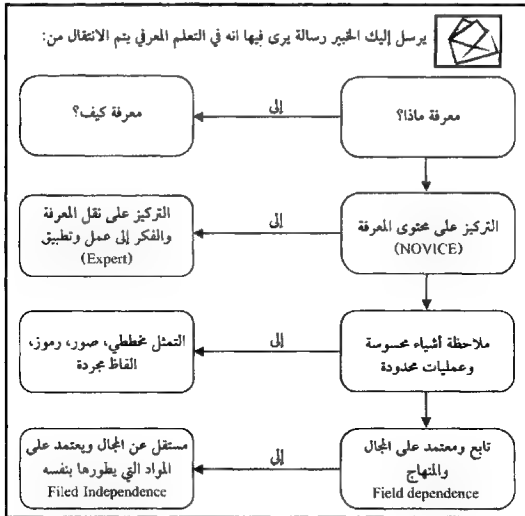 يرسل إليك الخبير رسالة يرى فيها انه في التعلم المعرفي يتم الانتقال من:
معرفة ماذا؟
إلى
معرفة كيف؟
التركيز على محتوى المعرفة
(NOVICE)
إلى
التركيز على نقل المعرفة
والفكر إلى عمل وتطبيق
(Expert)
ملاحظة أشياء محسوسة
وعمليات محدودة
إلى
التمثل مخططي، صور، رموز،
الفاظ مجردة
تابع ومعتمد على المجال
والمنهاج
Field dependence
إلى
مستقل عن المجال ويعتمد على
المواد التي يطورها بنفسه
Filed Independence